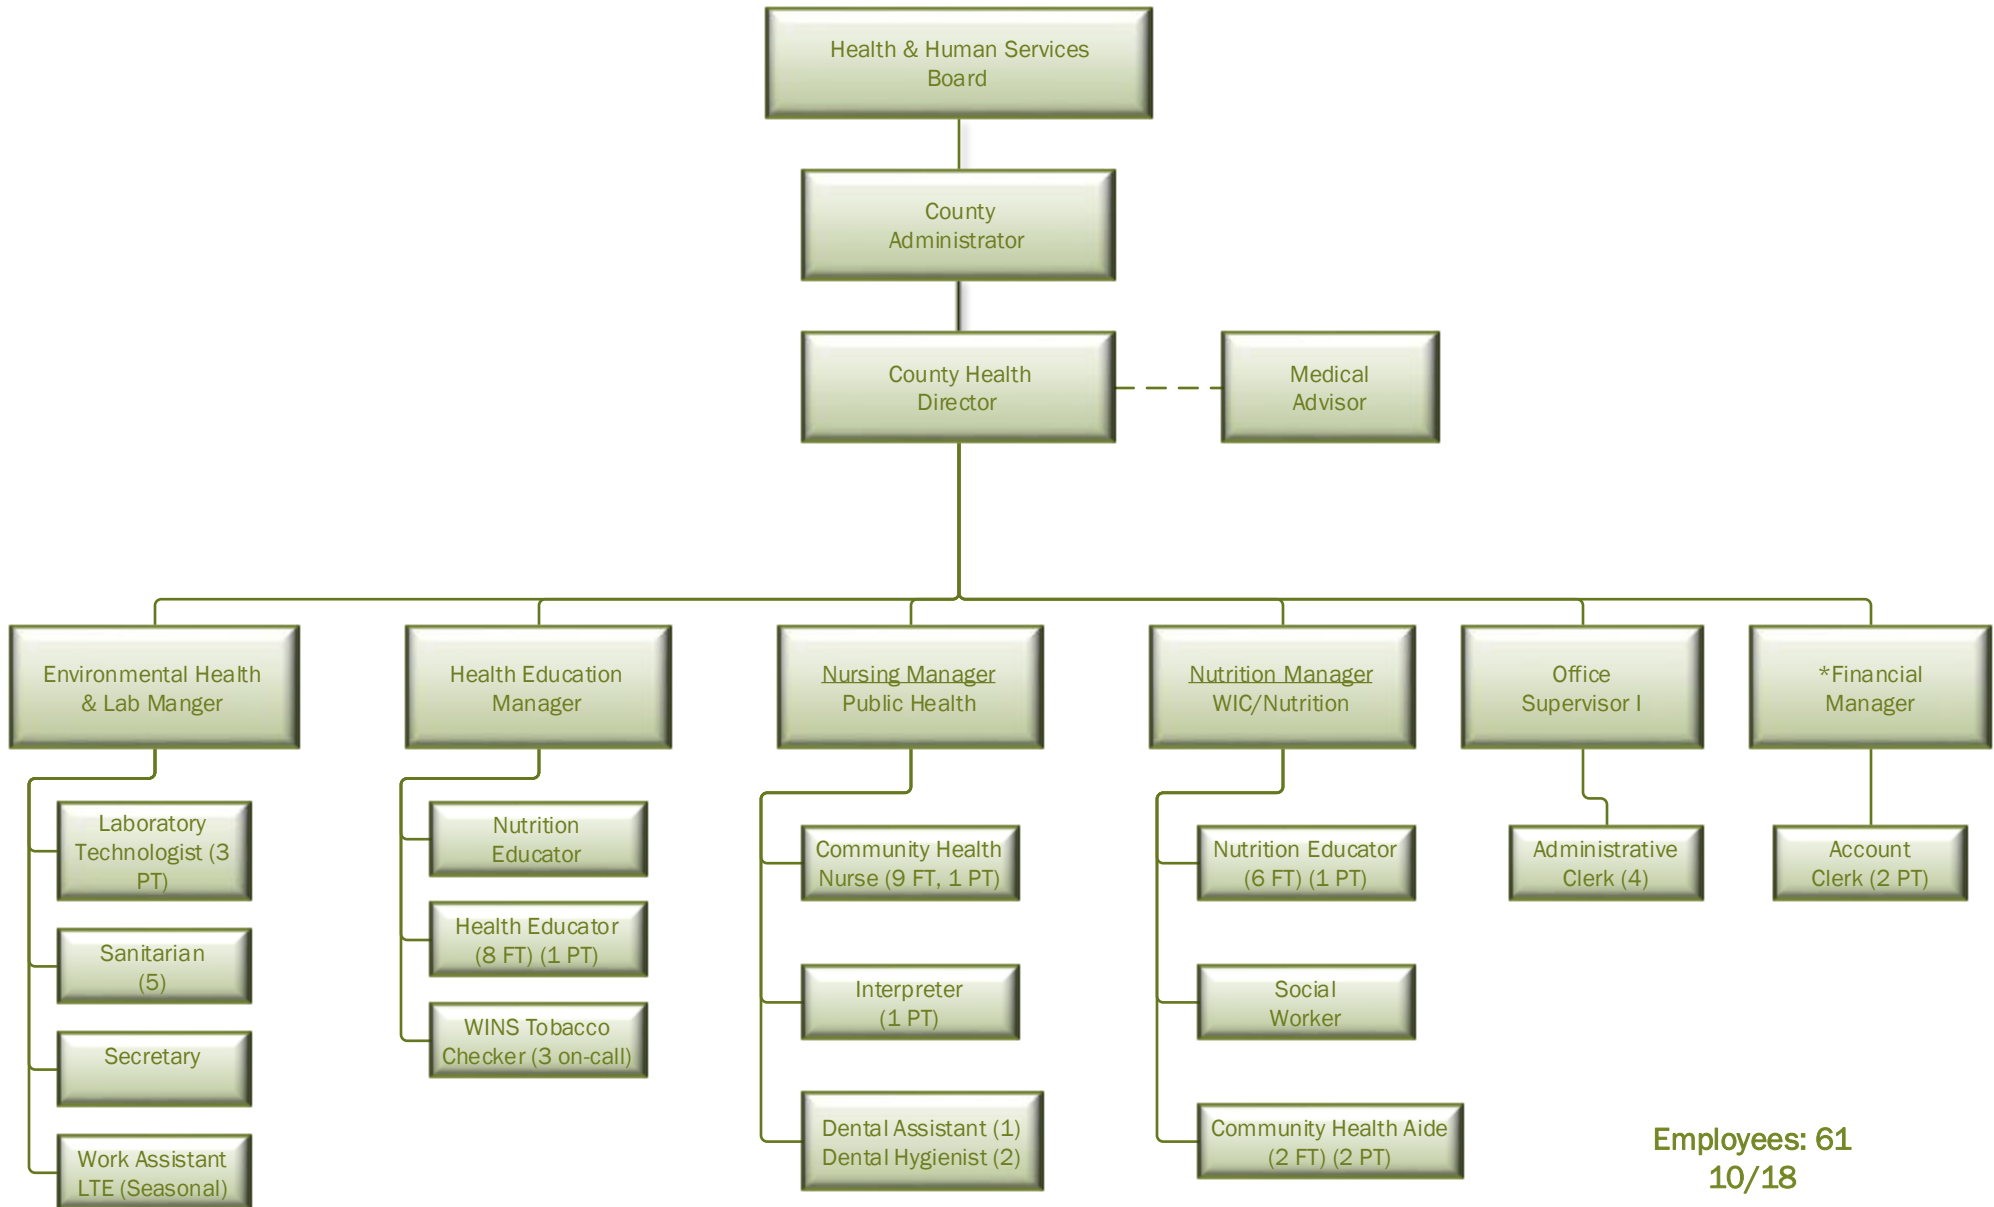 Health & Human Services
Board
County
Administrator
County Health
Director
Medical
Advisor
Environmental Health
& Lab Manger
Health Education
Manager
Nursing Manager
Public Health
Nutrition Manager
WIC/Nutrition
Office
Supervisor I
*Financial
Manager
Laboratory
Technologist (3
PT)
Sanitarian
(5)
Secretary
Work Assistant
LTE (Seasonal)
Nutrition
Educator
Health Educator
(8 FT) (1 PT)
WINS Tobacco
Checker (3 on-call)
Community Health
Nurse (9 FT, 1 PT)
Interpreter
(1 PT)
Dental Assistant (1)
Dental Hygienist (2)
Nutrition Educator
(6 FT) (1 PT)
Social
Worker
Community Health Aide
(2 FT) (2 PT)
Administrative
Clerk (4)
Account
Clerk (2 PT)
Employees: 61
10/18